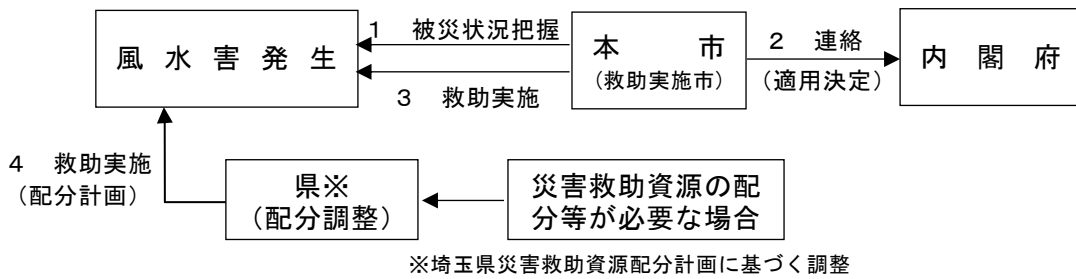 1　被災状況把握
風　水　害　発　生
本　　　市
(救助実施市)
2　連絡
(適用決定)
内　閣　府
3　救助実施
4　救助実施
(配分計画)
県※
(配分調整)
災害救助資源の配
分等が必要な場合
※埼玉県災害救助資源配分計画に基づく調整